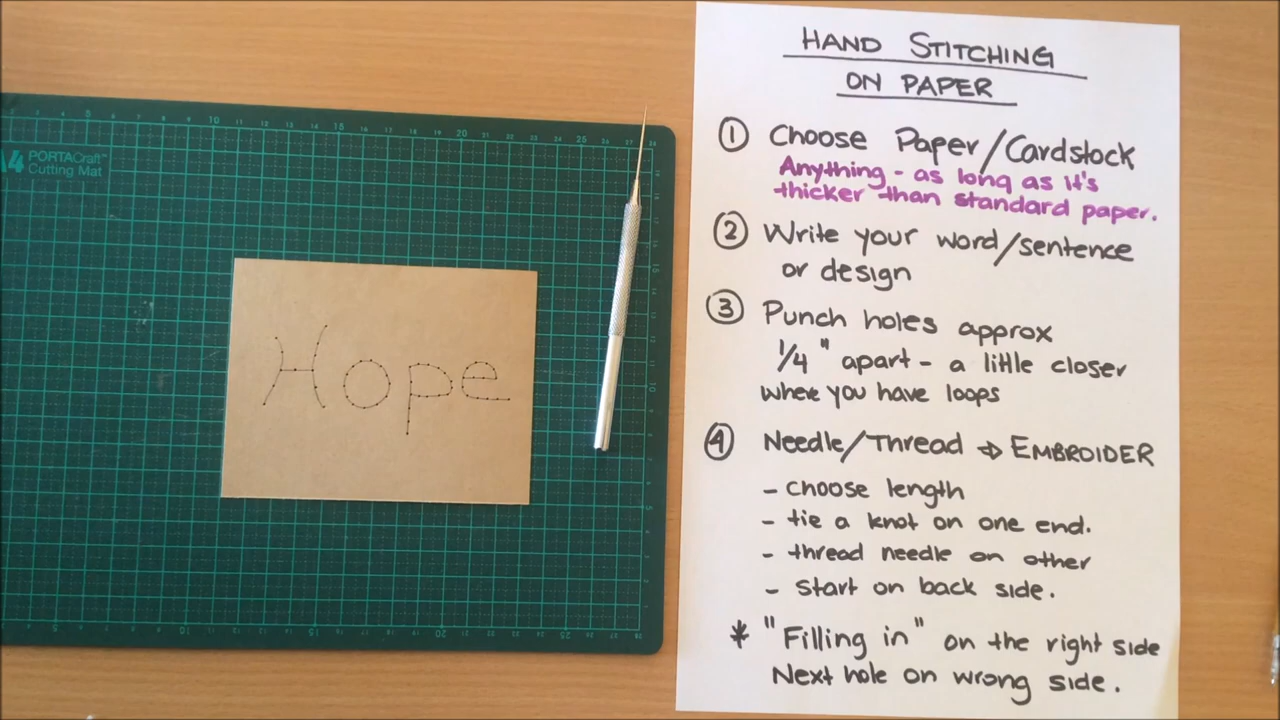 A4 PORTACraft™
Cutting Mat
Hope
HAND STITCHING
ON PAPER
① Choose Paper/Cardstock
Anything - as long as it's
thicker than standard paper.
② Write your word/sentence
or design
③ Punch holes approx
1/4" apart - a little closer
where you have loops
④ Needle/Thread ⇨ EMBROIDER
- choose length
- tie a knot on one end.
- thread needle on other
- start on back side.
* "Filling in" on the right side
Next hole on wrong side.